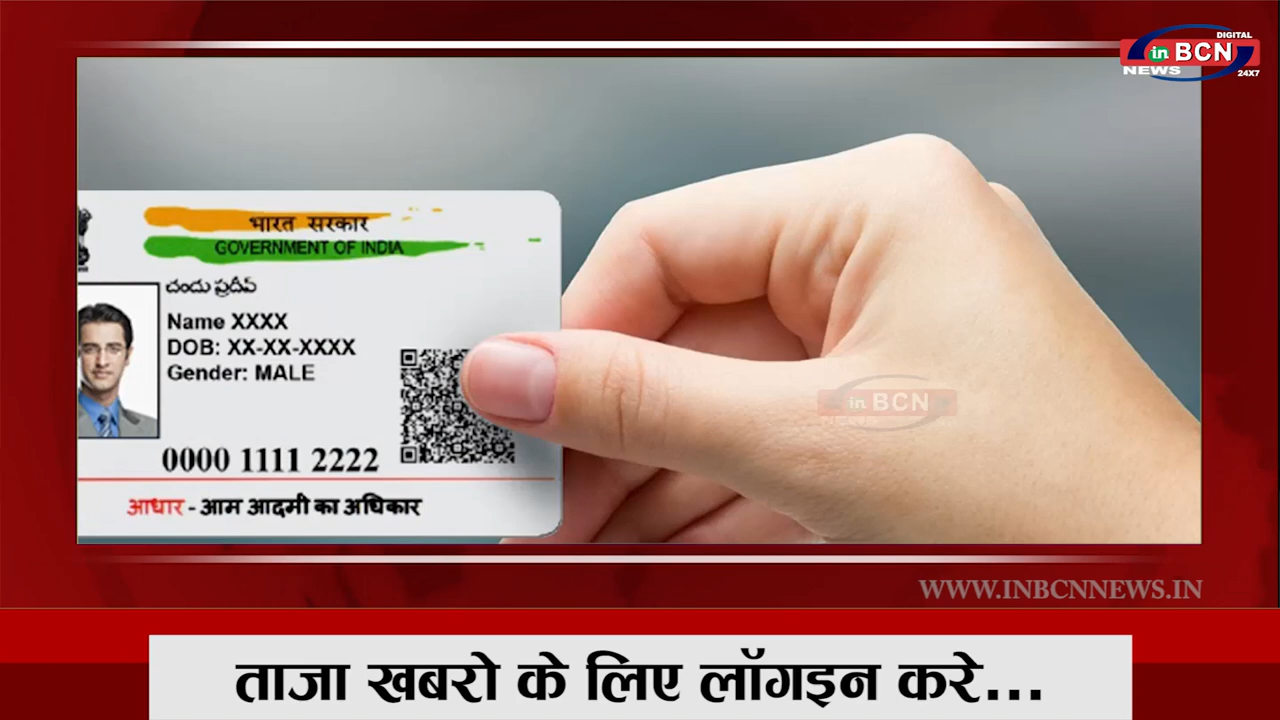 DIGITAL
in BCN
NEWS
24X7
भारत सरकार
GOVERNMENT OF INDIA
చందు ప్రదీప్
Name XXXX
DOB: XX-XX-XXXX
Gender: MALE
0000 1111 2222
आधार - आम आदमी का अधिकार
in BCN
NEWS
WWW.INBCNNEWS.IN
ताजा खबरो के लिए लॉगइन करे...